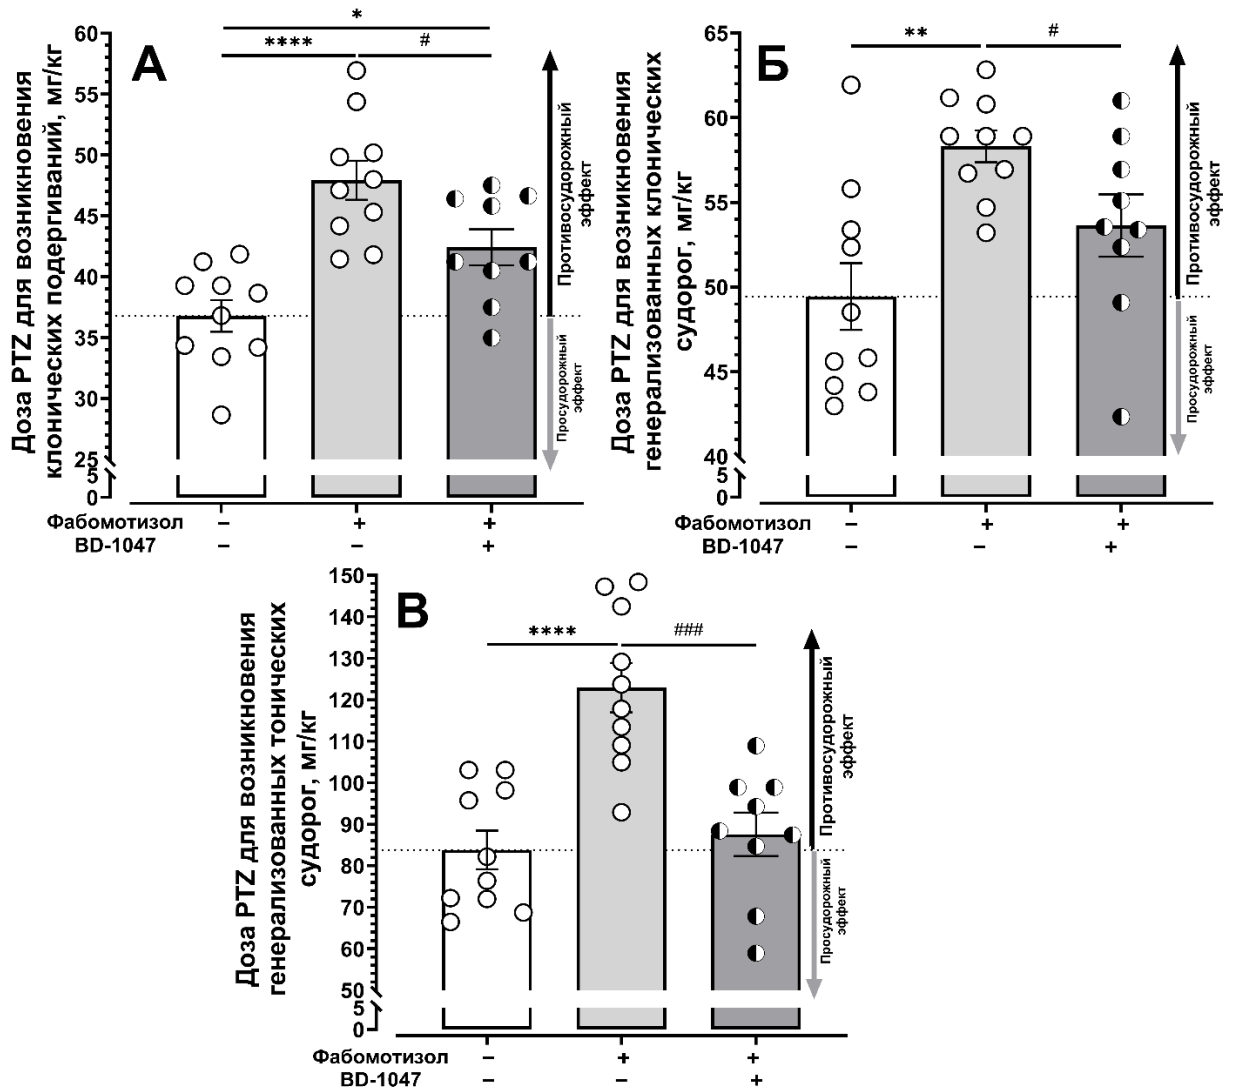 А
Доза PTZ для возникновения
клонических подергиваний, мг/кг
60
55
50
45
40
35
30
25
5
0
*
****
#
Противосудорожный
эффект
Просудорожный
эффект
Фабомотизол – + +
BD-1047 – – +
Б
Доза PTZ для возникновения
генерализованных клонических
судорог, мг/кг
65
60
55
50
45
40
5
0
**
#
Противосудорожный
эффект
Просудорожный
эффект
Фабомотизол – + +
BD-1047 – – +
В
Доза PTZ для возникновения
генерализованных тонических
судорог, мг/кг
150
140
130
120
110
100
90
80
70
60
50
5
0
****
###
Противосудорожный
эффект
Просудорожный
эффект
Фабомотизол – + +
BD-1047 – – +